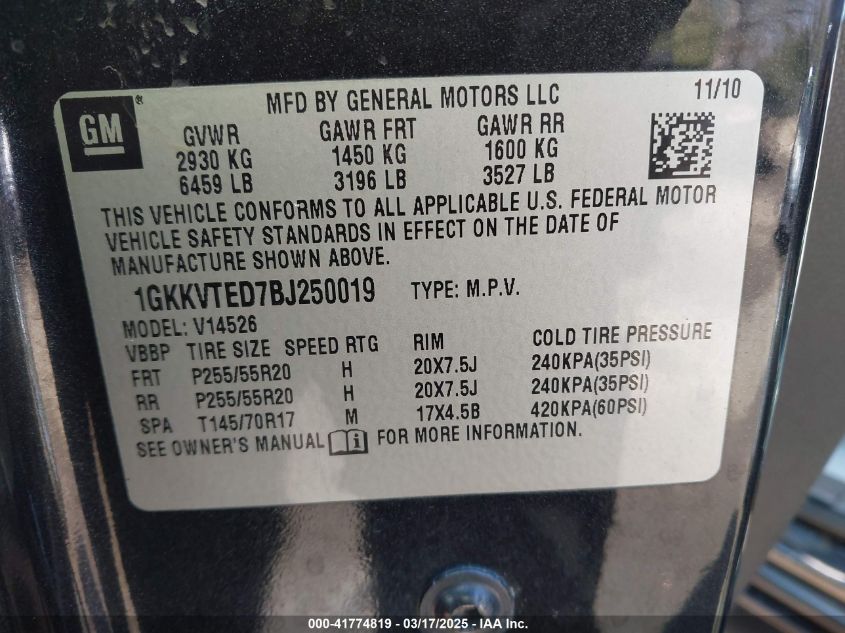 MFD BY GENERAL MOTORS LLC 11/10
GM ®
GVWR GAWR FRT GAWR RR
2930 KG 1450 KG 1600 KG
6459 LB 3196 LB 3527 LB
THIS VEHICLE CONFORMS TO ALL APPLICABLE U.S. FEDERAL MOTOR
VEHICLE SAFETY STANDARDS IN EFFECT ON THE DATE OF
MANUFACTURE SHOWN ABOVE.
1GKKVTED7BJ250019 TYPE: M.P.V.
MODEL: V14526
VBBP TIRE SIZE SPEED RTG RIM COLD TIRE PRESSURE
FRT P255/55R20 H 20X7.5J 240KPA(35PSI)
RR P255/55R20 H 20X7.5J 240KPA(35PSI)
SPA T145/70R17 M 17X4.5B 420KPA(60PSI)
SEE OWNER'S MANUAL i FOR MORE INFORMATION.
000-41774819 - 03/17/2025 - IAA Inc.